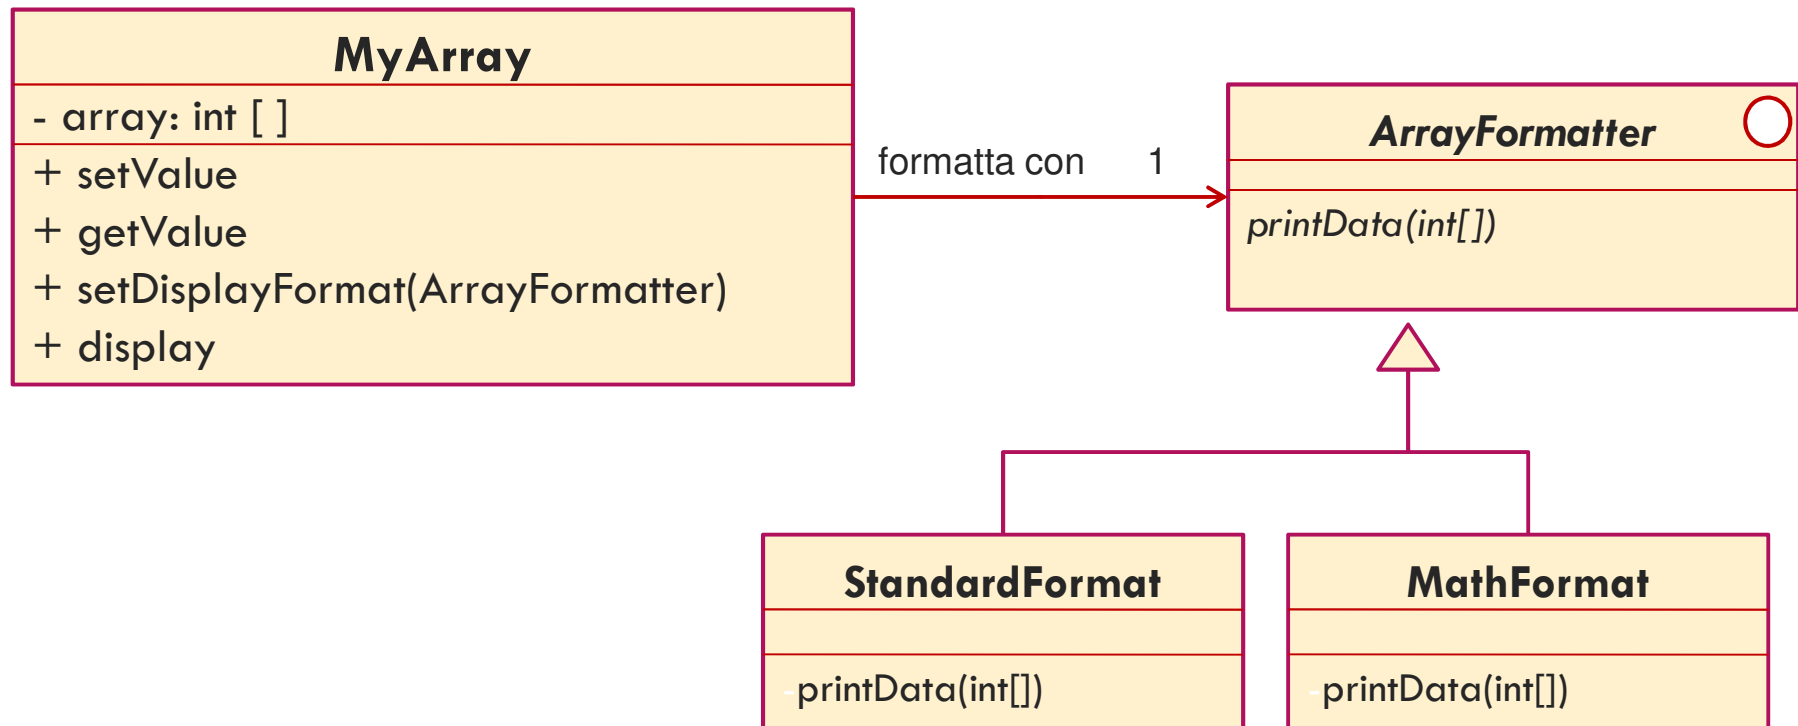 MyArray
- array: int [ ]
+ setValue
+ getValue
+ setDisplayFormat(ArrayFormatter)
+ display
formatta con 1
ArrayFormatter
printData(int[])
StandardFormat
-printData(int[])
MathFormat
-printData(int[])